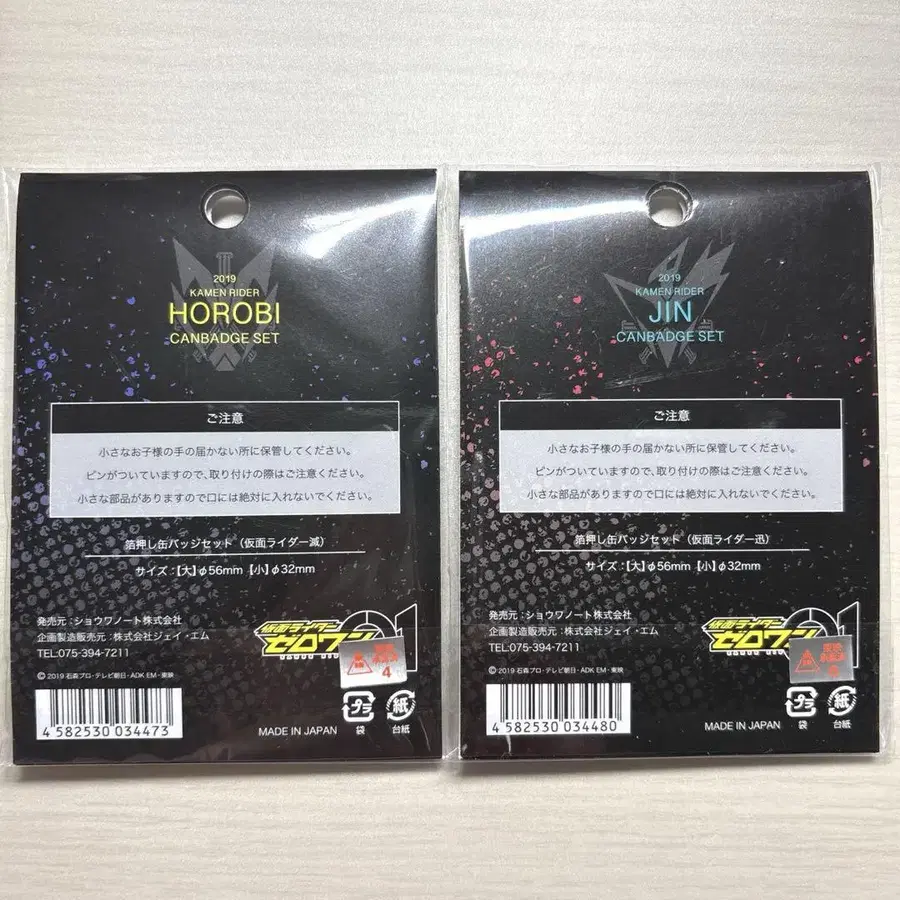 2019
KAMEN RIDER
HOROBI
CANBADGE SET
ご注意
小さなお子様の手の届かない所に保管してください。
ピンがついていますので、取り付けの際はご注意ください。
小さな部品がありますので口には絶対に入れないでください。
箔押し缶バッジセット（仮面ライダー滅）
サイズ：【大】φ56mm【小】φ32mm
発売元：ショウワノート株式会社
企画製造販売元：株式会社ジェイ・エム
TEL:075-394-7211
©2019 石森プロ・テレビ朝日・ADK EM・東映
4 582530 034473
仮面ライダー
ゼロワン
01
4
プラ
袋
紙
台紙
MADE IN JAPAN
2019
KAMEN RIDER
JIN
CANBADGE SET
ご注意
小さなお子様の手の届かない所に保管してください。
ピンがついていますので、取り付けの際はご注意ください。
小さな部品がありますので口には絶対に入れないでください。
箔押し缶バッジセット（仮面ライダー迅）
サイズ：【大】φ56mm【小】φ32mm
発売元：ショウワノート株式会社
企画製造販売元：株式会社ジェイ・エム
TEL:075-394-7211
©2019 石森プロ・テレビ朝日・ADK EM・東映
4 582530 034480
仮面ライダー
ゼロワン
01
プラ
袋
紙
台紙
MADE IN JAPAN